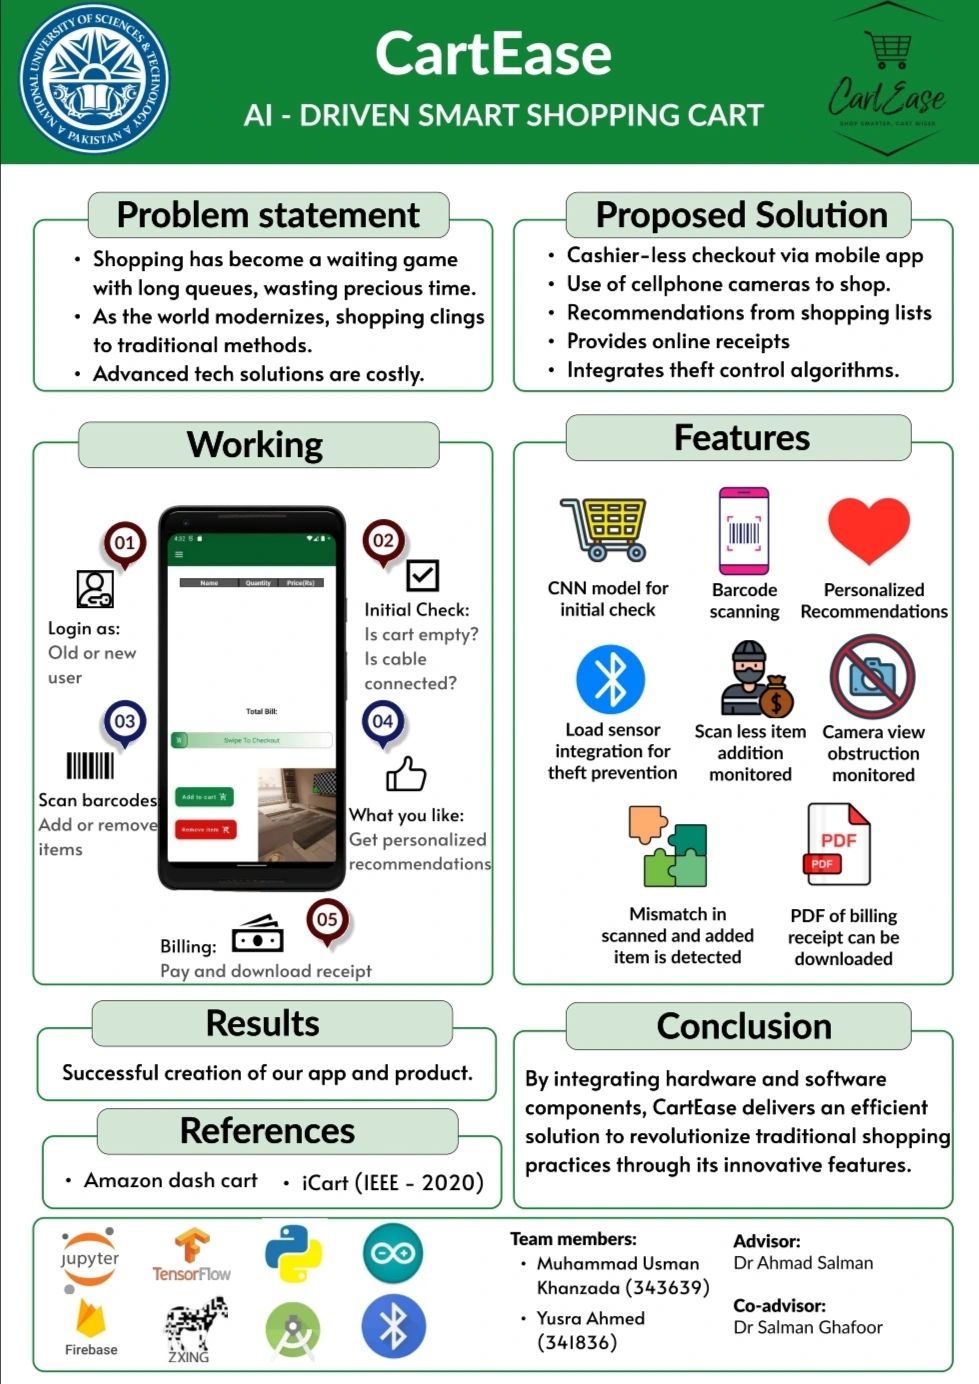 NATIONAL UNIVERSITY OF SCIENCES & TECHNOLOGY
PAKISTAN
CartEase
AI - DRIVEN SMART SHOPPING CART
CartEase
SHOP SMARTER, CART WISER
Problem statement
• Shopping has become a waiting game
with long queues, wasting precious time.
• As the world modernizes, shopping clings
to traditional methods.
• Advanced tech solutions are costly.
Proposed Solution
• Cashier-less checkout via mobile app
• Use of cellphone cameras to shop.
• Recommendations from shopping lists
• Provides online receipts
• Integrates theft control algorithms.
Working
01
Login as:
Old or new
user
02
Initial Check:
Is cart empty?
Is cable
connected?
03
Scan barcodes:
Add or remove
items
04
What you like:
Get personalized
recommendations
4:32
Name Quantity Price(Rs)
Total Bill:
Swipe To Checkout
Add to cart
Remove item
05
Billing:
Pay and download receipt
Features
CNN model for
initial check
Barcode
scanning
Personalized
Recommendations
Load sensor
integration for
theft prevention
Scan less item
addition
monitored
Camera view
obstruction
monitored
Mismatch in
scanned and added
item is detected
PDF
PDF
PDF of billing
receipt can be
downloaded
Results
Successful creation of our app and product.
References
• Amazon dash cart • iCart (IEEE - 2020)
Conclusion
By integrating hardware and software
components, CartEase delivers an efficient
solution to revolutionize traditional shopping
practices through its innovative features.
jupyter
TensorFlow
Firebase
ZXING
Team members:
• Muhammad Usman
Khanzada (343639)
• Yusra Ahmed
(341836)
Advisor:
Dr Ahmad Salman
Co-advisor:
Dr Salman Ghafoor